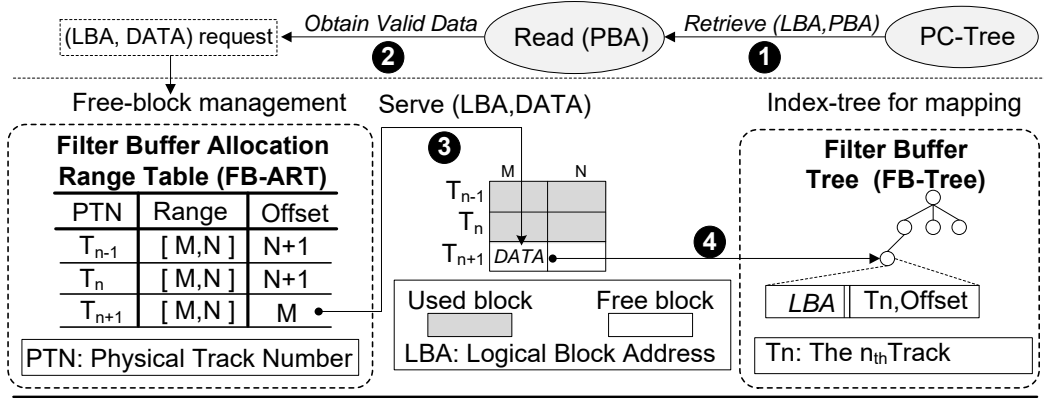 (LBA, DATA) request
Obtain Valid Data
2
Read (PBA)
Retrieve (LBA,PBA)
1
PC-Tree
Free-block management
Serve (LBA,DATA)
Index-tree for mapping
Filter Buffer Allocation
Range Table (FB-ART)
PTN Range Offset
Tn-1 [ M,N ] N+1
Tn [ M,N ] N+1
Tn+1 [ M,N ] M
PTN: Physical Track Number
3
M N
Tn-1
Tn
Tn+1 DATA
4
Used block Free block
LBA: Logical Block Address
Filter Buffer
Tree (FB-Tree)
LBA Tn,Offset
Tn: The nthTrack